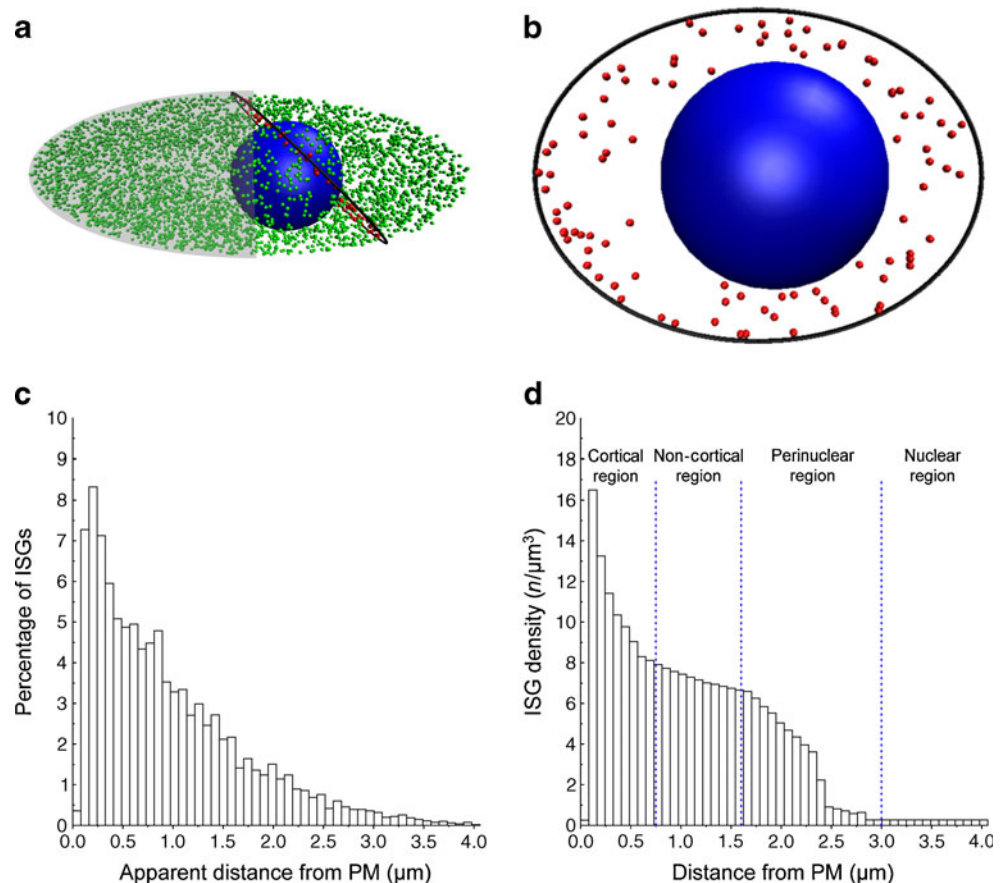 a
b
c
10
9
8
7
6
5
4
3
2
1
0
Percentage of ISGs
0
0.5
1.0
1.5
2.0
2.5
3.0
3.5
4.0
Apparent distance from PM (μm)
d
20
18
16
14
12
10
8
6
4
2
0
ISG density (n/μm³)
Cortical
region
Non-cortical
region
Perinuclear
region
Nuclear
region
0
0.5
1.0
1.5
2.0
2.5
3.0
3.5
4.0
Distance from PM (μm)